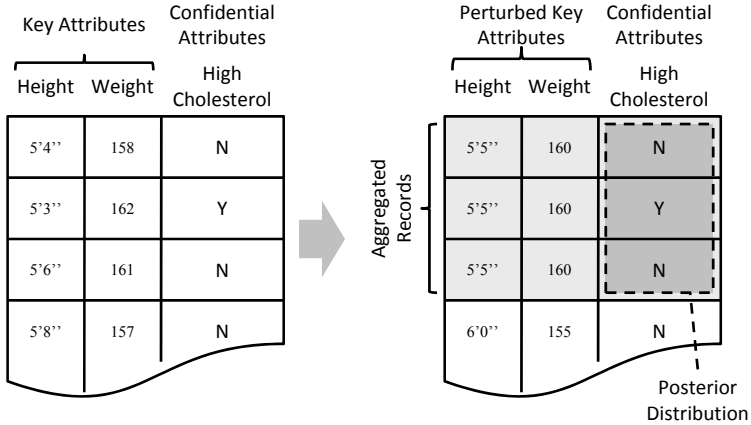 Key Attributes
Confidential
Attributes
Height Weight High
Cholesterol
5'4'' 158 N
5'3'' 162 Y
5'6'' 161 N
5'8'' 157 N
Perturbed Key
Attributes
Confidential
Attributes
Height Weight High
Cholesterol
Aggregated
Records
5'5'' 160 N
5'5'' 160 Y
5'5'' 160 N
6'0'' 155 N
Posterior
Distribution